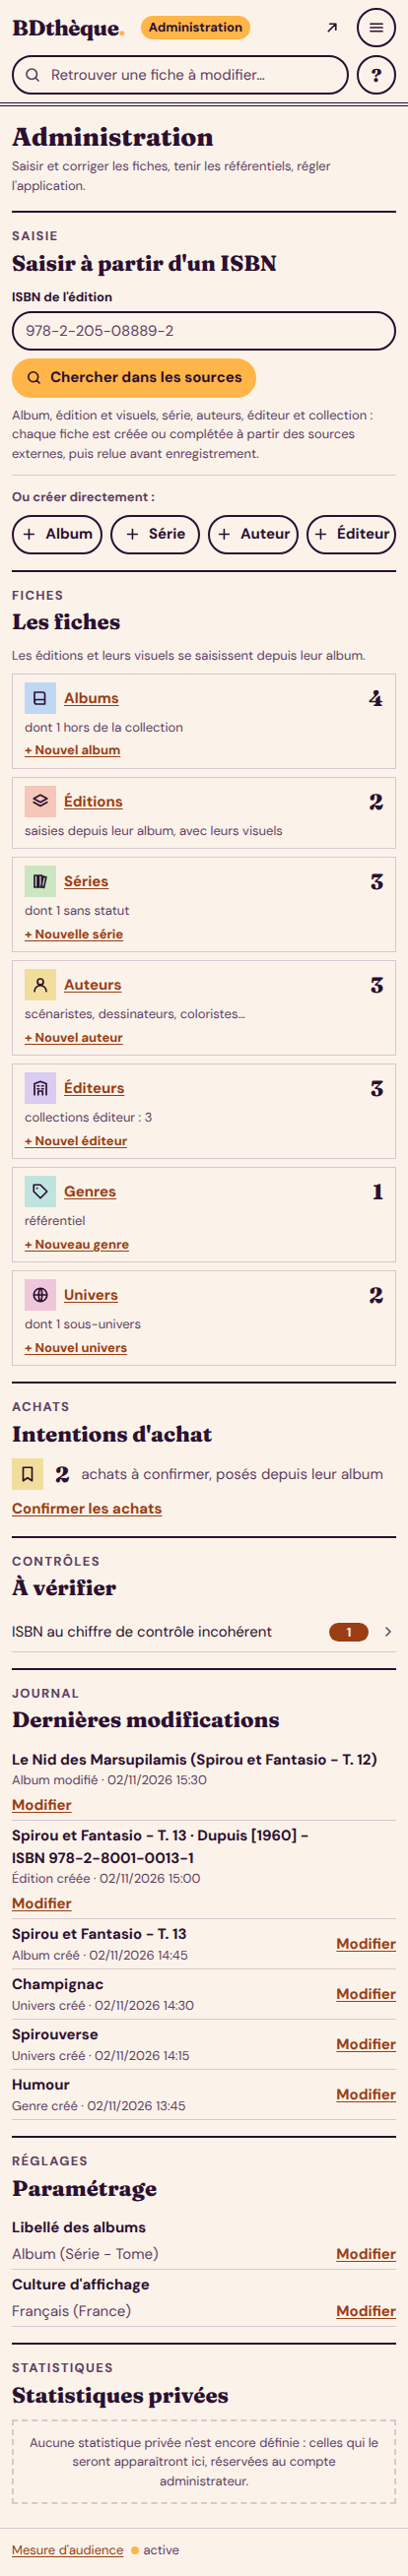 BDthèque.
Administration
Retrouver une fiche à modifier...
?
Administration
Saisir et corriger les fiches, tenir les référentiels, régler
l'application.
SAISIE
Saisir à partir d'un ISBN
ISBN de l'édition
978-2-205-08889-2
Chercher dans les sources
Album, édition et visuels, série, auteurs, éditeur et collection :
chaque fiche est créée ou complétée à partir des sources
externes, puis relue avant enregistrement.
Ou créer directement :
+ Album
+ Série
+ Auteur
+ Éditeur
FICHES
Les fiches
Les éditions et leurs visuels se saisissent depuis leur album.
Albums 4
dont 1 hors de la collection
+ Nouvel album
Éditions 2
saisies depuis leur album, avec leurs visuels
Séries 3
dont 1 sans statut
+ Nouvelle série
Auteurs 3
scénaristes, dessinateurs, coloristes...
+ Nouvel auteur
Éditeurs 3
collections éditeur : 3
+ Nouvel éditeur
Genres 1
référentiel
+ Nouveau genre
Univers 2
dont 1 sous-univers
+ Nouvel univers
ACHATS
Intentions d'achat
2 achats à confirmer, posés depuis leur album
Confirmer les achats
CONTRÔLES
À vérifier
ISBN au chiffre de contrôle incohérent 1
JOURNAL
Dernières modifications
Le Nid des Marsupilamis (Spirou et Fantasio - T. 12)
Album modifié · 02/11/2026 15:30
Modifier
Spirou et Fantasio - T. 13 · Dupuis [1960] -
ISBN 978-2-8001-0013-1
Édition créée · 02/11/2026 15:00
Modifier
Spirou et Fantasio - T. 13
Album créé · 02/11/2026 14:45
Modifier
Champignac
Univers créé · 02/11/2026 14:30
Modifier
Spirouverse
Univers créé · 02/11/2026 14:15
Modifier
Humour
Genre créé · 02/11/2026 13:45
Modifier
RÉGLAGES
Paramétrage
Libellé des albums
Album (Série - Tome)
Modifier
Culture d'affichage
Français (France)
Modifier
STATISTIQUES
Statistiques privées
Aucune statistique privée n'est encore définie : celles qui le
seront apparaîtront ici, réservées au compte
administrateur.
Mesure d'audience active